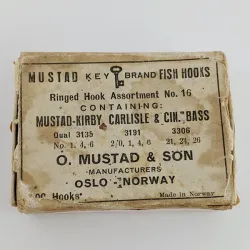 MUSTAD KEY BRAND FISH HOOKS
Ringed Hook Assortment No. 16
CONTAINING:
MUSTAD-KIRBY, CARLISLE & CIN. BASS
Qual 3135 3191 3306
No. 1, 4, 6 2/0, 1, 4, 6 21, 24, 26
O. MUSTAD & SON
MANUFACTURERS
OSLO - NORWAY
Hooks Made in Norway